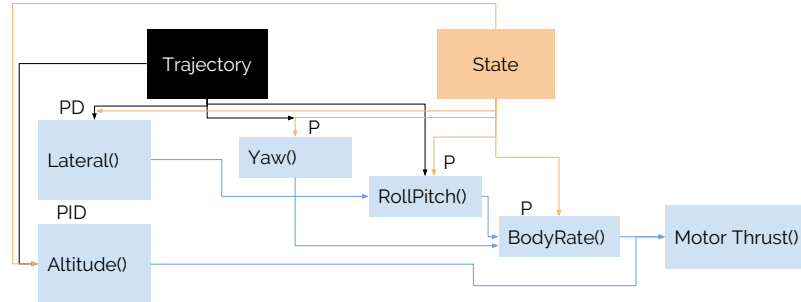 Trajectory
State
PD
P
Lateral()
Yaw()
P
RollPitch()
PID
P
BodyRate()
Motor Thrust()
Altitude()